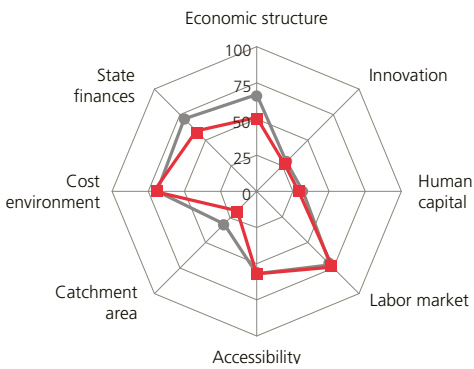 Economic structure
100
State
finances
Innovation
75
50
25
Cost
environment
0
Human
capital
Catchment
area
Labor market
Accessibility